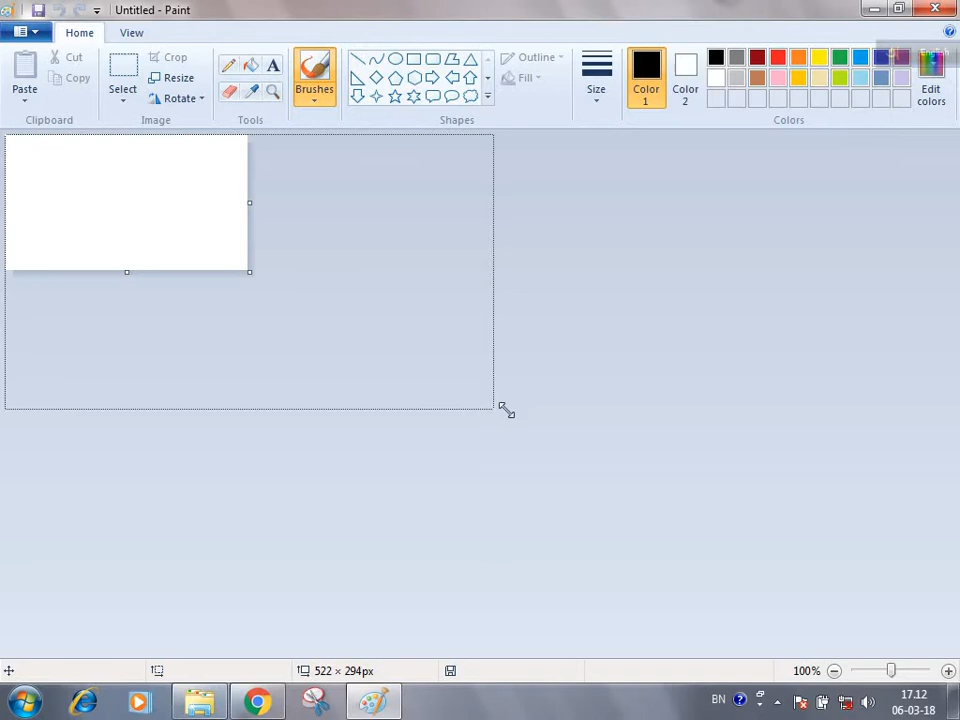 Untitled - Paint
Home View
Paste
Cut
Copy
Clipboard
Select
Crop
Resize
Rotate
Image
Tools
Brushes
Shapes
Outline
Fill
Size
Color 1
Color 2
Colors
Edit colors
English
522 × 294px
100%
BN
17.12
06-03-18